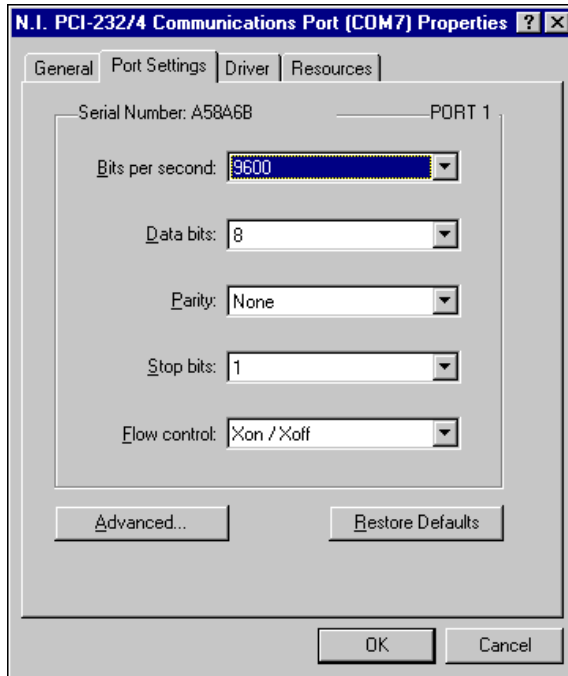 N.I. PCI-232/4 Communications Port (COM7) Properties ? ×
General Port Settings Driver Resources
Serial Number: A58A6B PORT 1
Bits per second: 9600
Data bits: 8
Parity: None
Stop bits: 1
Flow control: Xon / Xoff
Advanced... Restore Defaults
OK Cancel